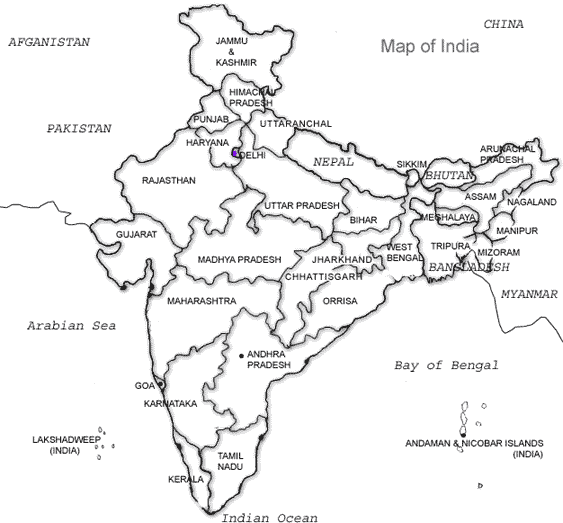 CHINA
AFGANISTAN
Map of India
JAMMU
&
KASHMIR
HIMACHAL
PRADESH
PUNJAB
UTTARANCHAL
PAKISTAN
HARYANA
DELHI
ARUNACHAL
PRADESH
NEPAL
SIKKIM
BHUTAN
RAJASTHAN
ASSAM
NAGALAND
UTTAR PRADESH
BIHAR
MEGHALAYA
MANIPUR
GUJARAT
MADHYA PRADESH
JHARKHAND
WEST
BENGAL
TRIPURA
MIZORAM
BANGLADESH
CHHATTISGARH
MAHARASHTRA
ORRISA
MYANMAR
Arabian Sea
ANDHRA
PRADESH
Bay of Bengal
GOA
KARNATAKA
LAKSHADWEEP
(INDIA)
ANDAMAN & NICOBAR ISLANDS
(INDIA)
TAMIL
NADU
KERALA
Indian Ocean